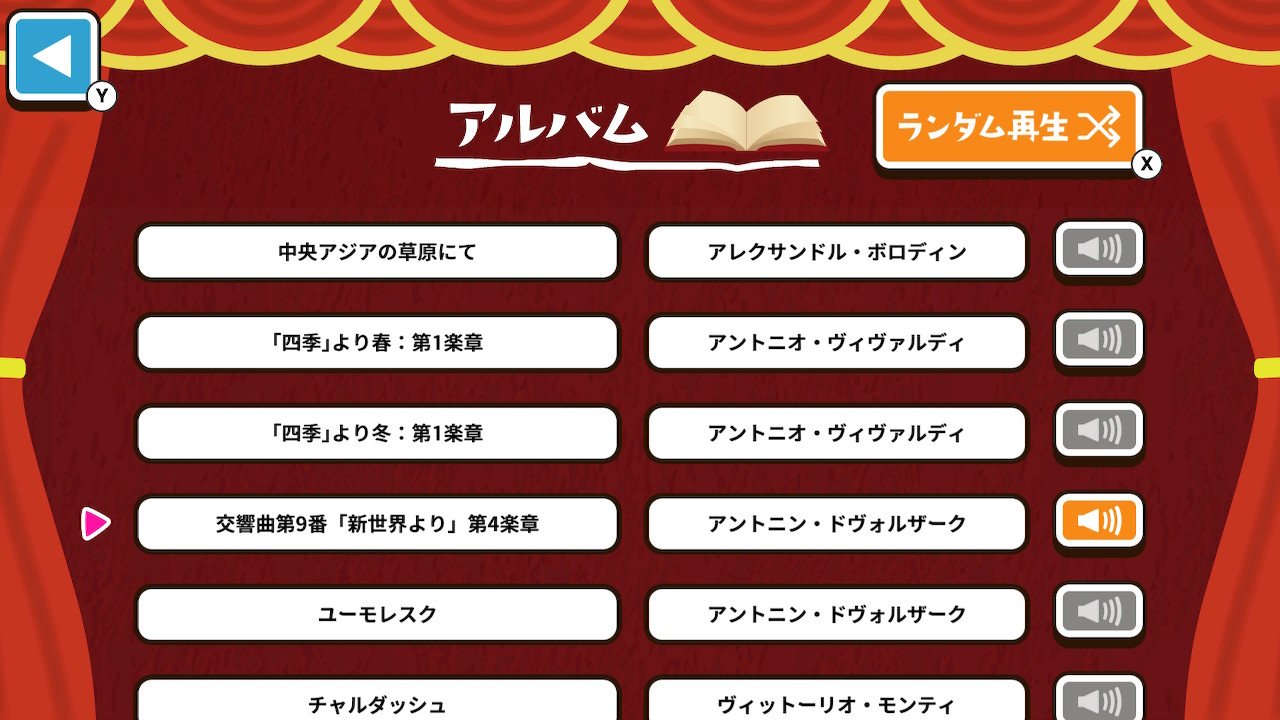 Y
アルバム
ランダム再生
X
中央アジアの草原にて
アレクサンドル・ボロディン
「四季」より春：第1楽章
アントニオ・ヴィヴァルディ
「四季」より冬：第1楽章
アントニオ・ヴィヴァルディ
交響曲第9番「新世界より」第4楽章
アントニン・ドヴォルザーク
ユーモレスク
アントニン・ドヴォルザーク
チャルダッシュ
ヴィットーリオ・モンティ